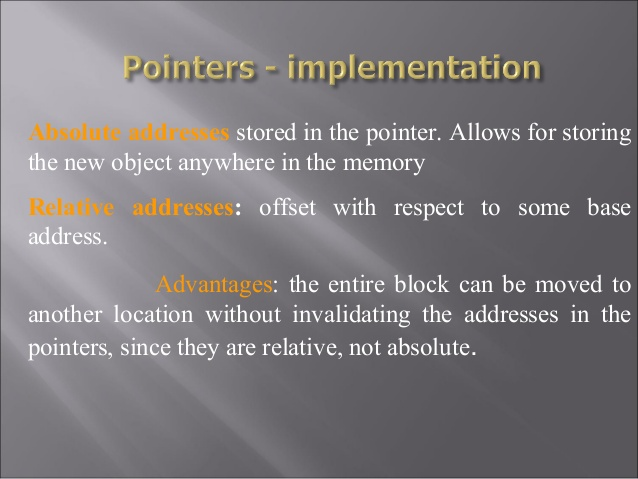 Pointers - implementation
Absolute addresses stored in the pointer. Allows for storing
the new object anywhere in the memory
Relative addresses: offset with respect to some base
address.
Advantages: the entire block can be moved to
another location without invalidating the addresses in the
pointers, since they are relative, not absolute.